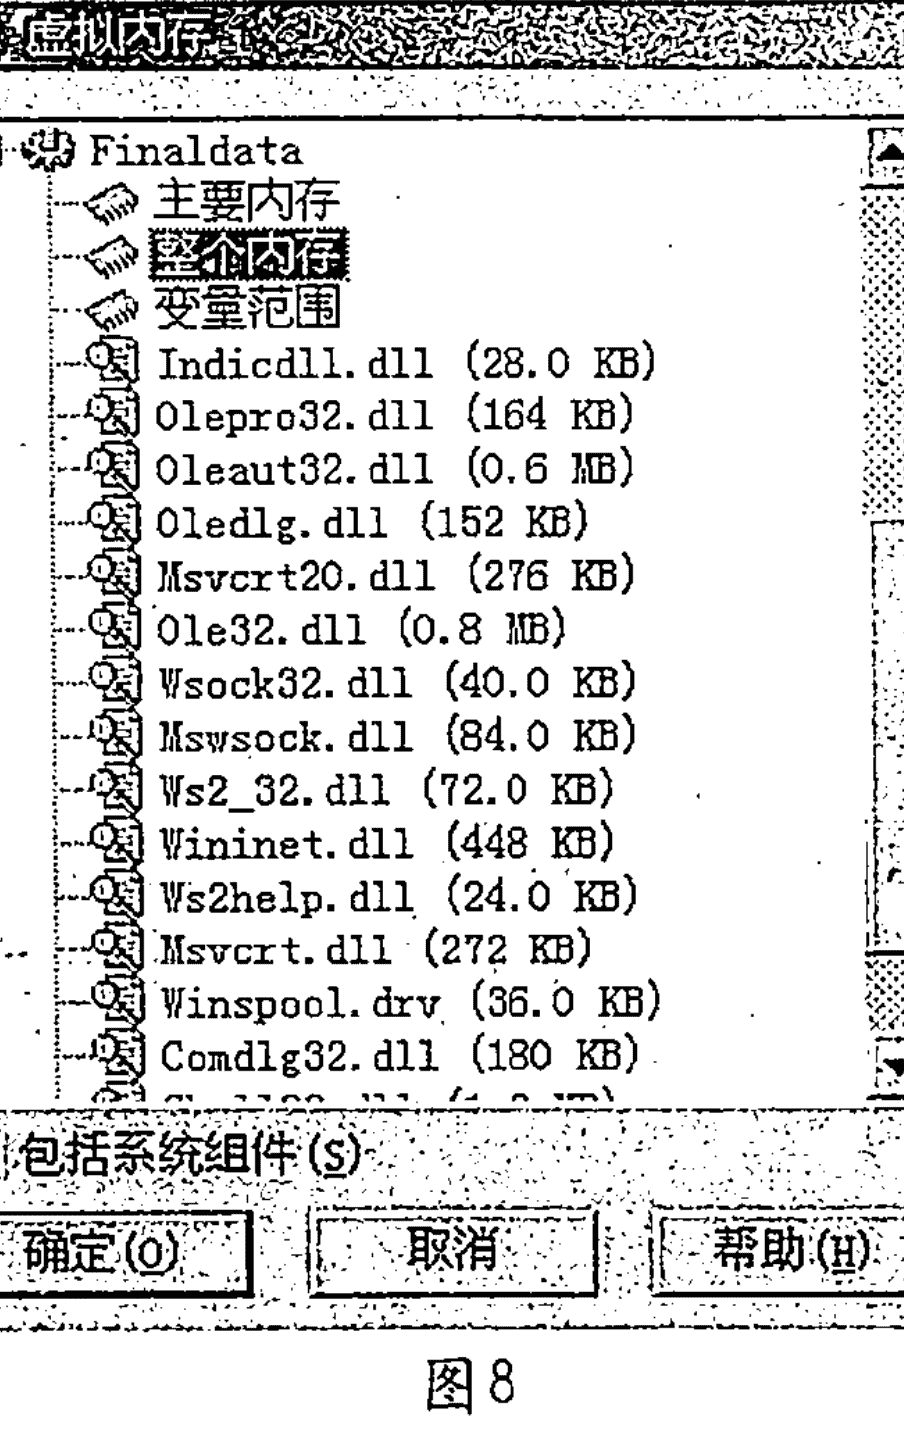 虚拟内存
Finaldata
主要内存
整个内存
变量范围
Indicdll.dll (28.0 KB)
Olepro32.dll (164 KB)
Oleaut32.dll (0.6 MB)
Oledlg.dll (152 KB)
Msvcrt20.dll (276 KB)
Ole32.dll (0.8 MB)
Wsock32.dll (40.0 KB)
Mswsock.dll (84.0 KB)
Ws2_32.dll (72.0 KB)
Wininet.dll (448 KB)
Ws2help.dll (24.0 KB)
Msvcrt.dll (272 KB)
Winspool.drv (36.0 KB)
Comdlg32.dll (180 KB)
包括系统组件(S)
确定(O)
取消
帮助(H)
图8